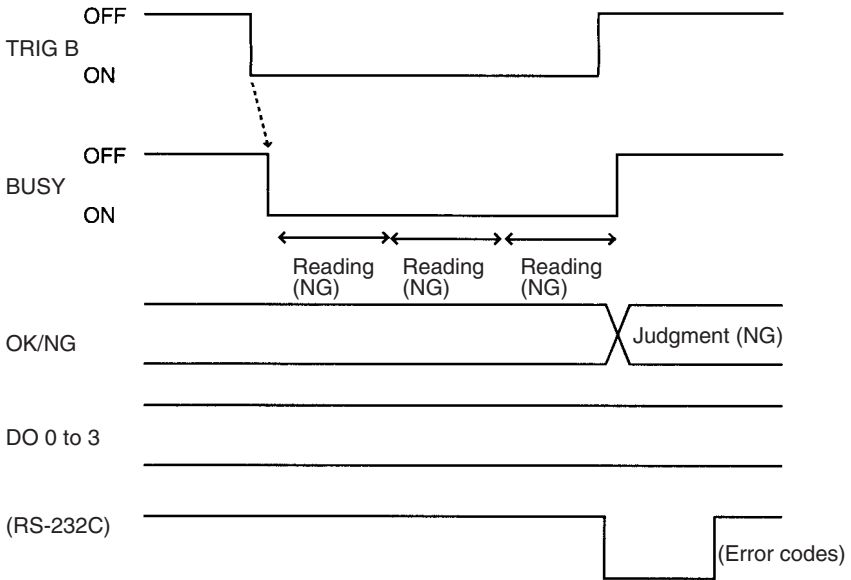 OFF
TRIG B
ON
OFF
BUSY
ON
Reading
(NG)
Reading
(NG)
Reading
(NG)
OK/NG
Judgment (NG)
DO 0 to 3
(RS-232C)
(Error codes)